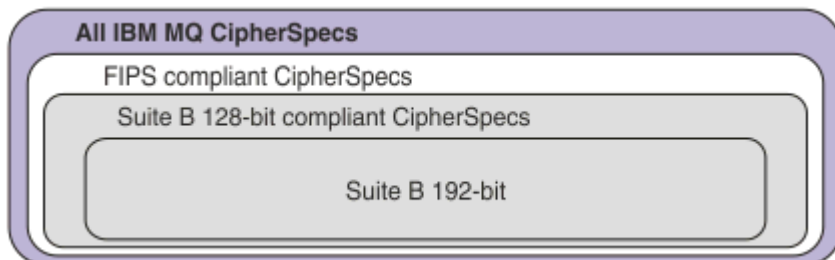 All IBM MQ CipherSpecs
FIPS compliant CipherSpecs
Suite B 128-bit compliant CipherSpecs
Suite B 192-bit